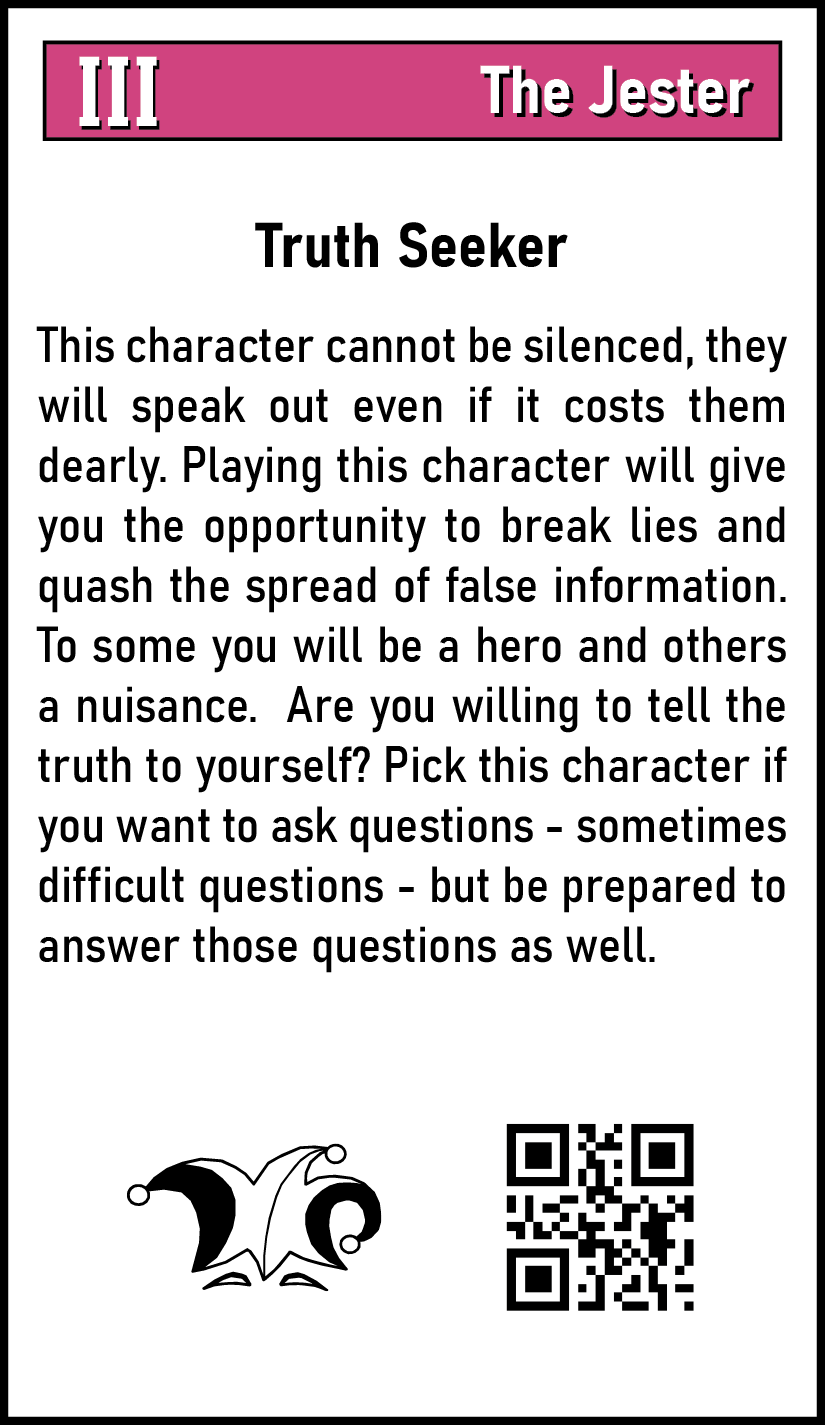 III
The Jester
Truth Seeker
This character cannot be silenced, they
will speak out even if it costs them
dearly. Playing this character will give
you the opportunity to break lies and
quash the spread of false information.
To some you will be a hero and others
a nuisance.  Are you willing to tell the
truth to yourself? Pick this character if
you want to ask questions - sometimes
difficult questions - but be prepared to
answer those questions as well.